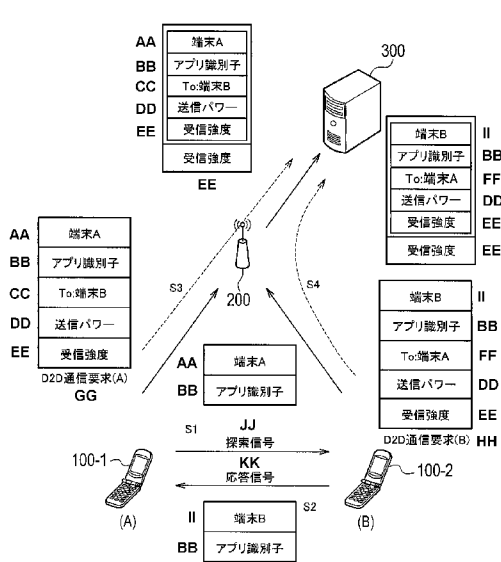 AA 端末A
BB アプリ識別子
CC To:端末B
DD 送信パワー
EE 受信強度
受信強度
EE
300
端末B II
アプリ識別子 BB
To:端末A FF
送信パワー DD
受信強度 EE
受信強度 EE
AA 端末A
BB アプリ識別子
CC To:端末B
DD 送信パワー
EE 受信強度
D2D通信要求(A)
GG
S3
200
S4
端末B II
アプリ識別子 BB
To:端末A FF
送信パワー DD
受信強度 EE
D2D通信要求(B) HH
AA 端末A
BB アプリ識別子
S1 JJ
探索信号
KK
応答信号
100-1
(A)
100-2
(B)
S2
II 端末B
BB アプリ識別子